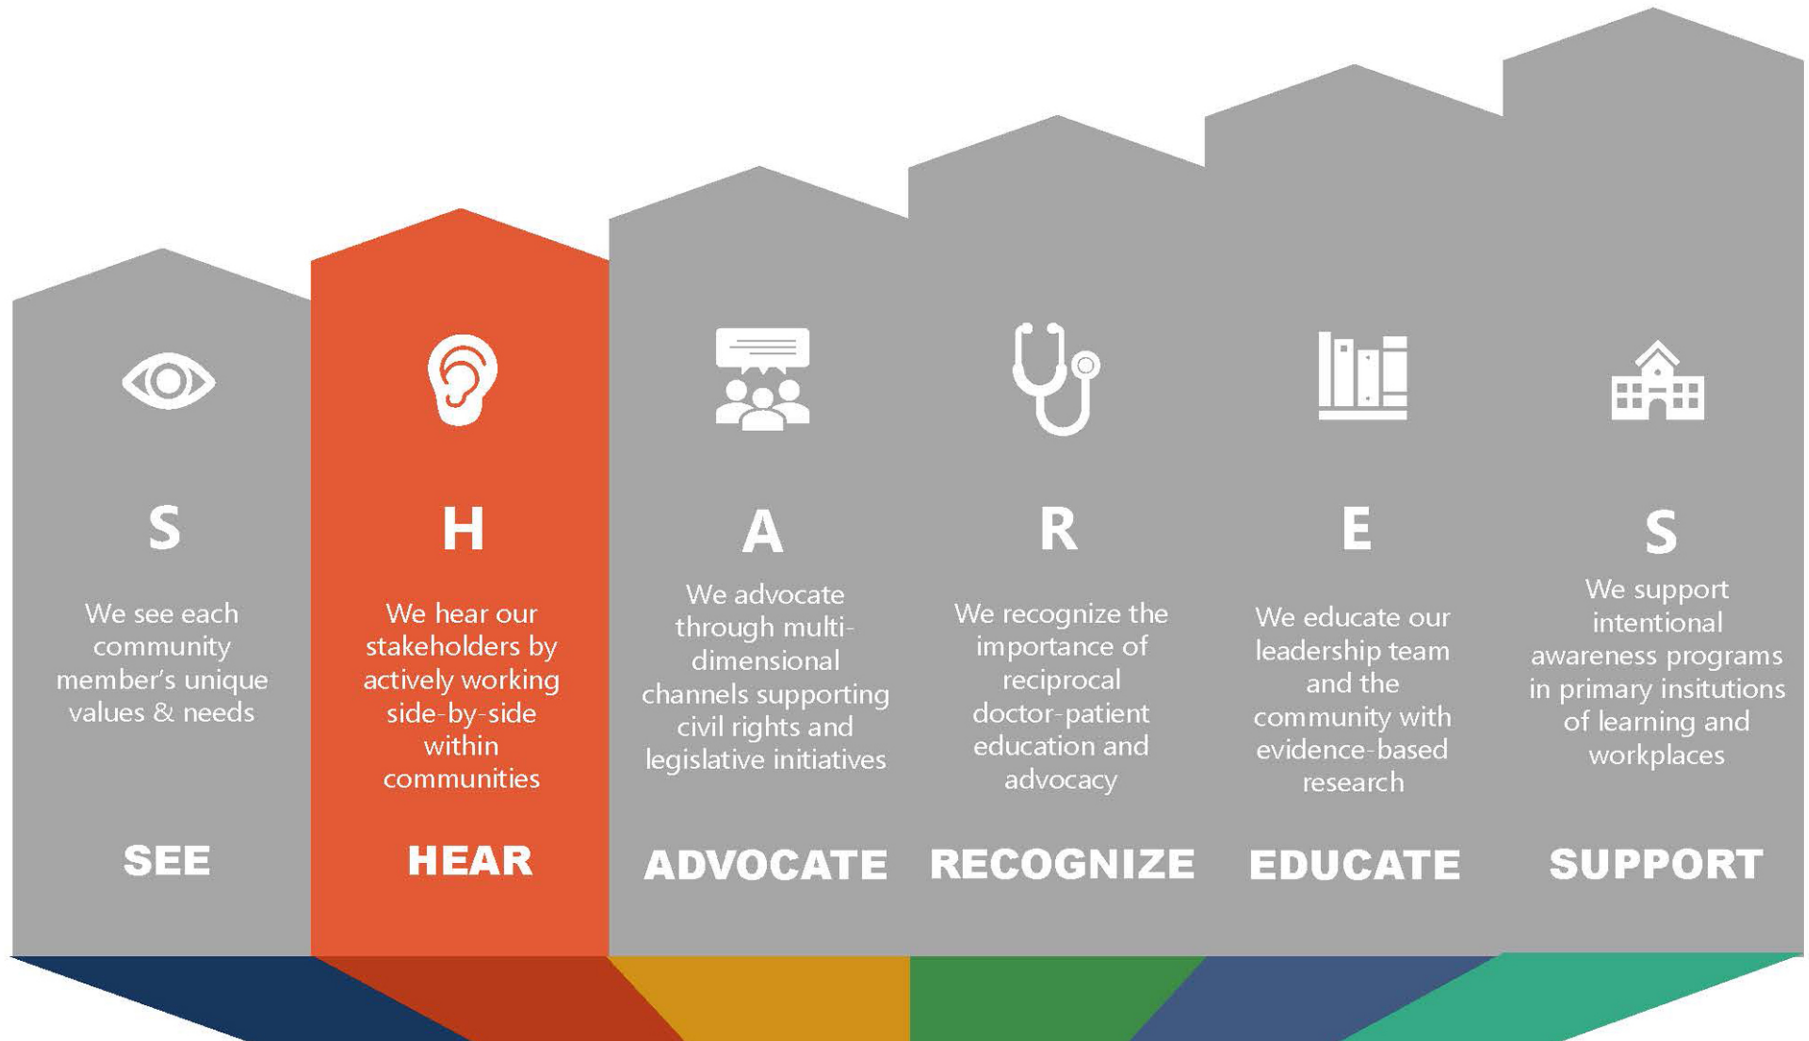 S
We see each
community
member's unique
values & needs
SEE
H
We hear our
stakeholders by
actively working
side-by-side
within
communities
HEAR
A
We advocate
through multi-
dimensional
channels supporting
civil rights and
legislative initiatives
ADVOCATE
R
We recognize the
importance of
reciprocal
doctor-patient
education and
advocacy
RECOGNIZE
E
We educate our
leadership team
and the
community with
evidence-based
research
EDUCATE
S
We support
intentional
awareness programs
in primary insitutions
of learning and
workplaces
SUPPORT